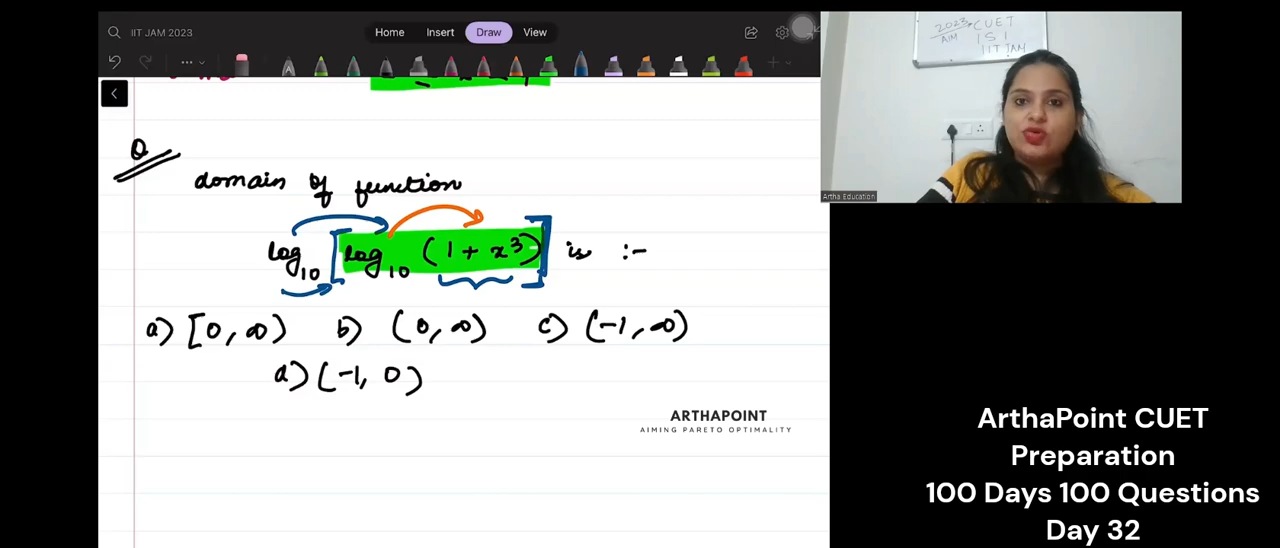 IIT JAM 2023
Home Insert Draw View
2023 CUET
AIM ISI
IIT JAM
Q
domain of function
log₁₀ [log₁₀ (1 + x³)] is :-
a) [0, ∞) b) (0, ∞) c) (-1, ∞)
a) (-1, 0)
Artha Education
ARTHAPOINT
AIMING PARETO OPTIMALITY
ArthaPoint CUET
Preparation
100 Days 100 Questions
Day 32